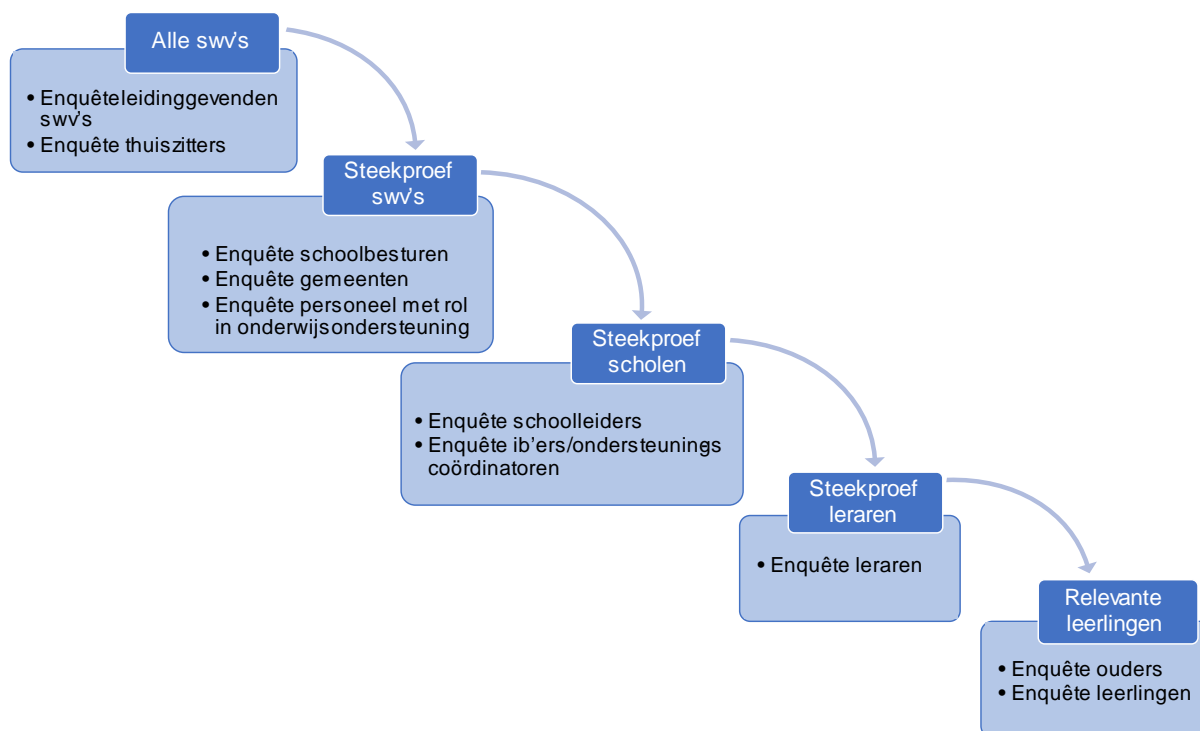 Alle swv's
• Enquêteleidinggevenden
swv's
• Enquête thuiszitters
Steekproef
swv's
• Enquête schoolbesturen
• Enquête gemeenten
• Enquête personeel met rol
in onderwijsondersteuning
Steekproef
scholen
• Enquête schoolleiders
• Enquête ib'ers/ondersteunings
coördinatoren
Steekproef
leraren
• Enquête leraren
Relevante
leerlingen
• Enquête ouders
• Enquête leerlingen